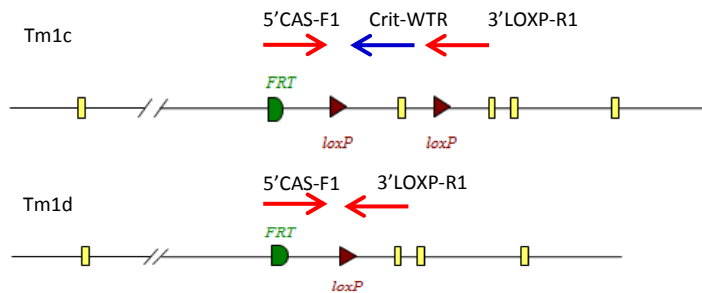 5'CAS-F1 Crit-WTR 3'LOXP-R1
Tm1c
FRT
loxP loxP
5'CAS-F1 3'LOXP-R1
Tm1d
FRT
loxP